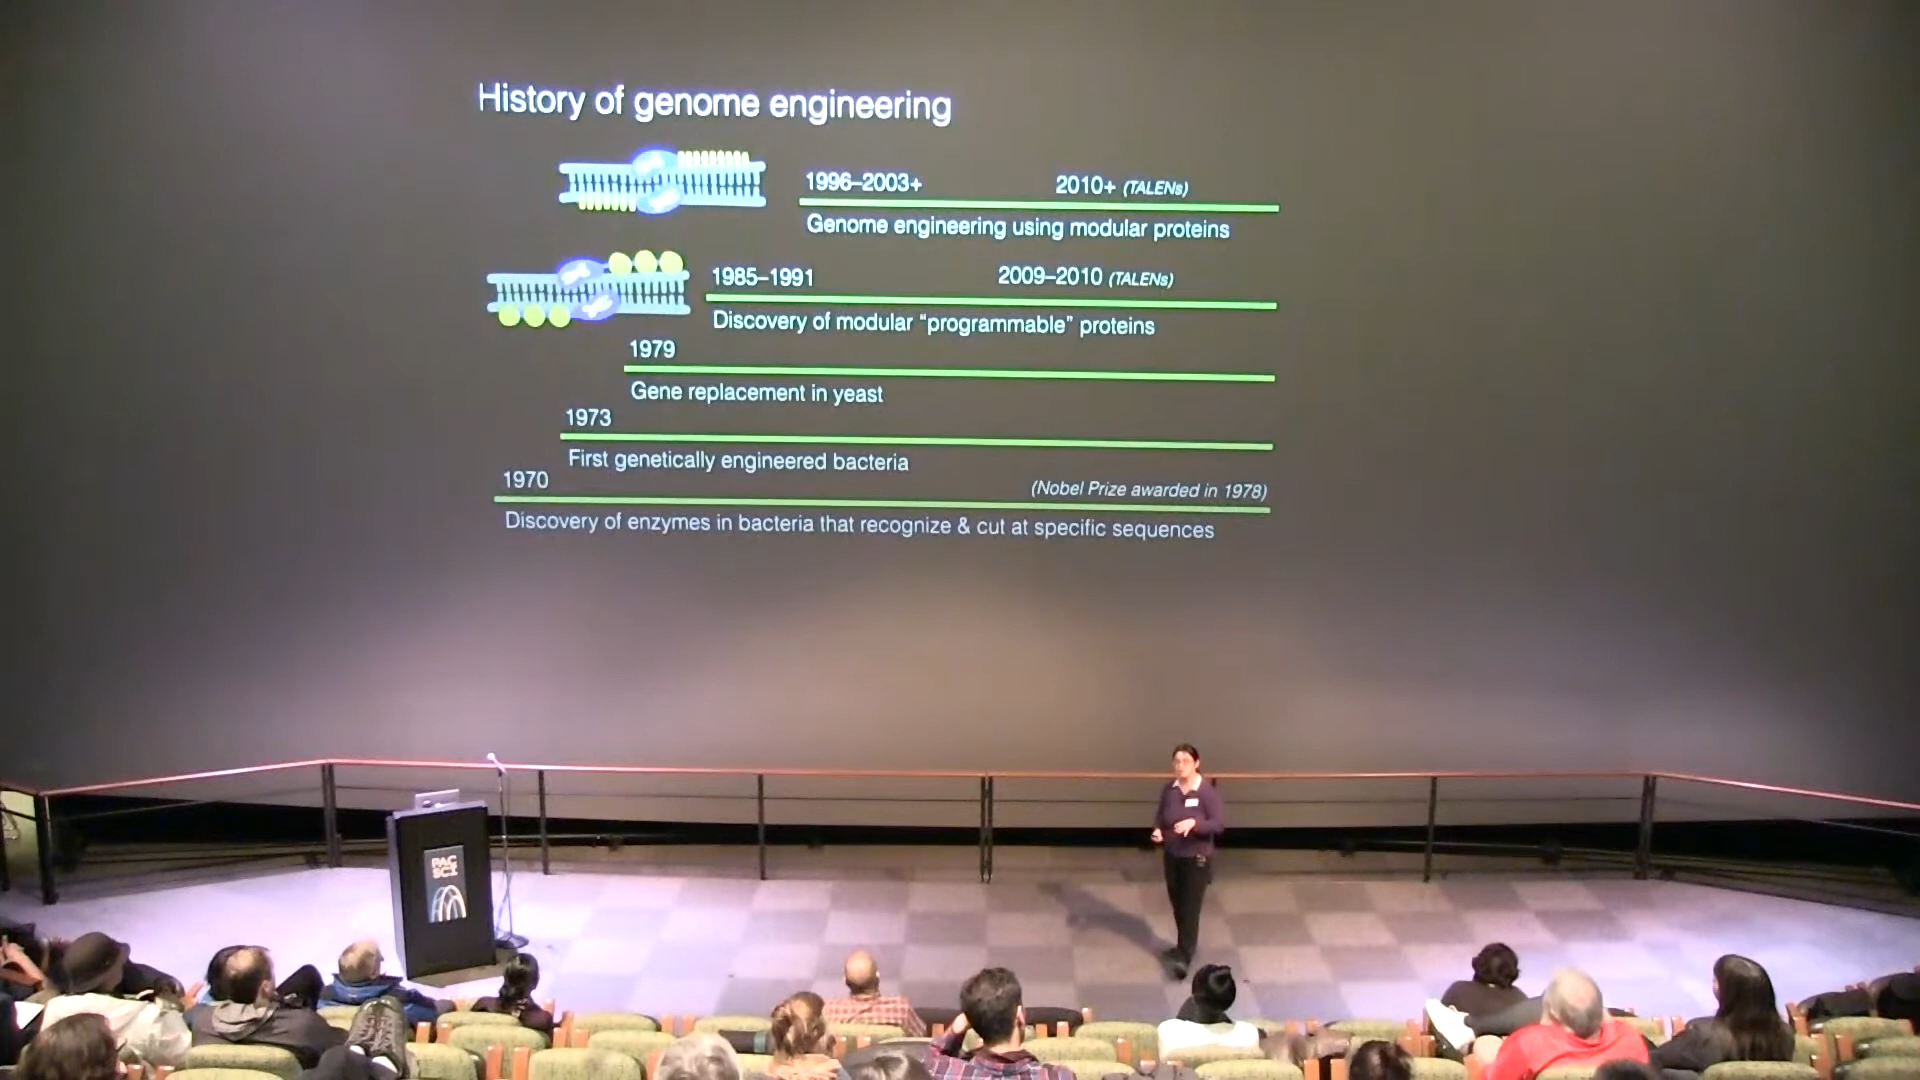 History of genome engineering
1996–2003+ 2010+ (TALENs)
Genome engineering using modular proteins
1985–1991 2009–2010 (TALENs)
Discovery of modular “programmable” proteins
1979
Gene replacement in yeast
1973
First genetically engineered bacteria
1970 (Nobel Prize awarded in 1978)
Discovery of enzymes in bacteria that recognize & cut at specific sequences
PAC
SCI